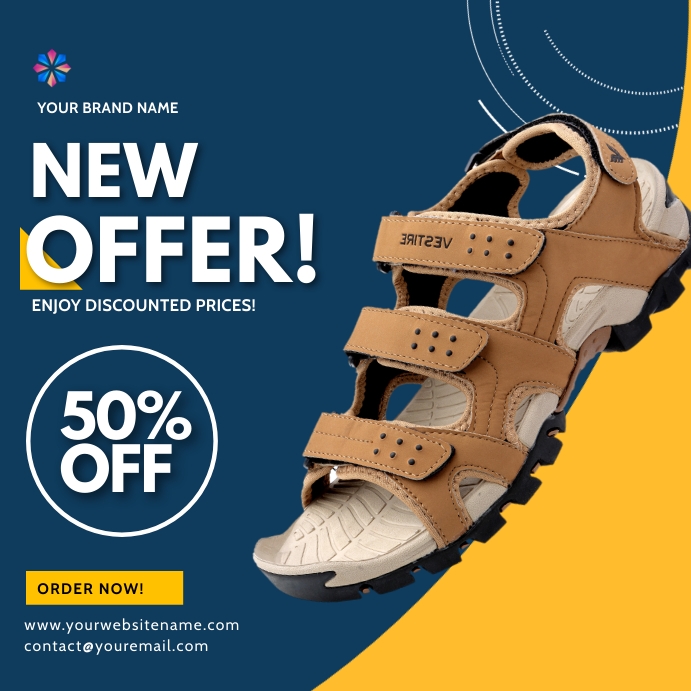 YOUR BRAND NAME
NEW
OFFER!
ENJOY DISCOUNTED PRICES!
VESTIRE
50%
OFF
ORDER NOW!
www.yourwebsitename.com
contact@youremail.com